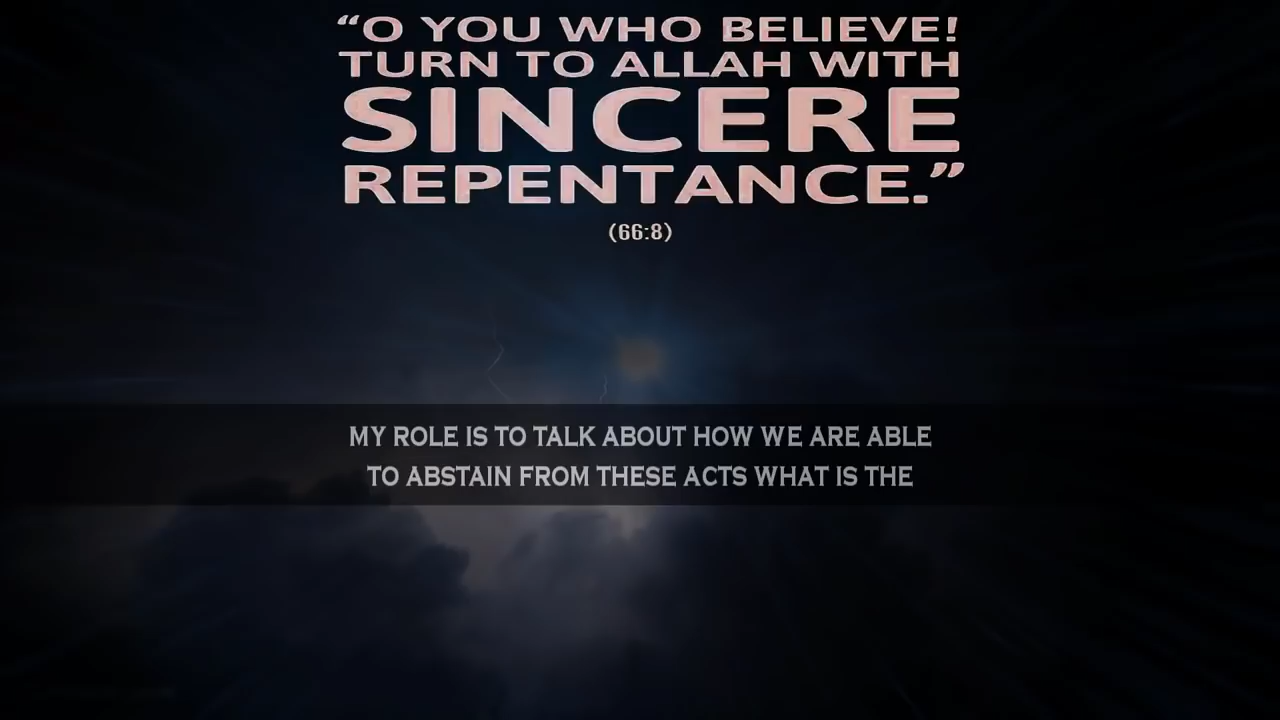 “O YOU WHO BELIEVE!
TURN TO ALLAH WITH
SINCERE
REPENTANCE.”
(66:8)
MY ROLE IS TO TALK ABOUT HOW WE ARE ABLE
TO ABSTAIN FROM THESE ACTS WHAT IS THE